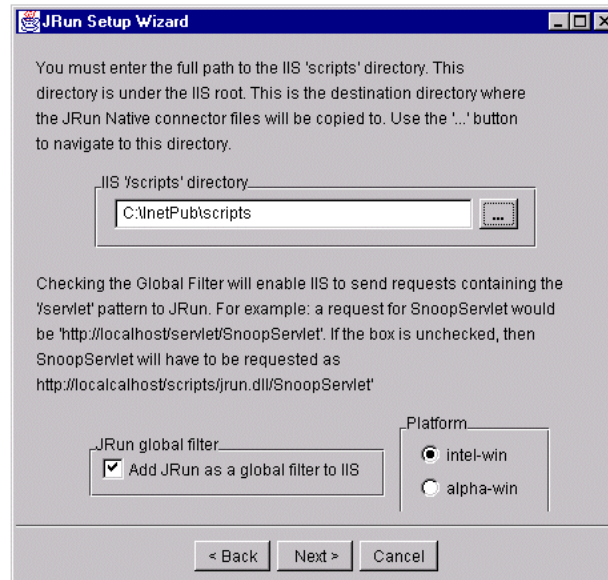 JRun Setup Wizard
You must enter the full path to the IIS 'scripts' directory. This
directory is under the IIS root. This is the destination directory where
the JRun Native connector files will be copied to. Use the '...' button
to navigate to this directory.
IIS '/scripts' directory
C:\InetPub\scripts
...
Checking the Global Filter will enable IIS to send requests containing the
'/servlet' pattern to JRun. For example: a request for SnoopServlet would
be 'http://localhost/servlet/SnoopServlet'. If the box is unchecked, then
SnoopServlet will have to be requested as
http://localcalhost/scripts/jrun.dll/SnoopServlet'
JRun global filter
Add JRun as a global filter to IIS
Platform
intel-win
alpha-win
< Back Next > Cancel